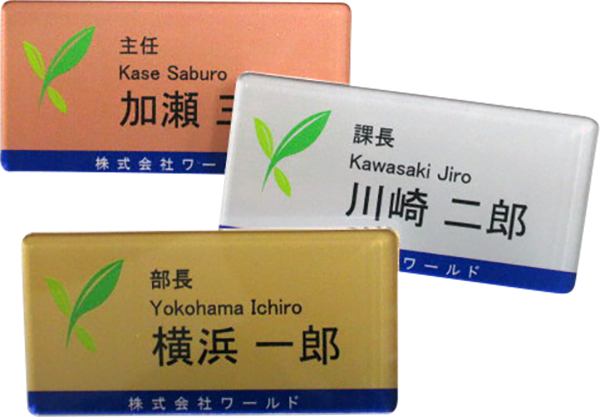 主任
Kase Saburo
加瀬
株式会社ワー
課長
Kawasaki Jiro
川崎 二郎
ワールド
部長
Yokohama Ichiro
横浜 一郎
株式会社ワールド